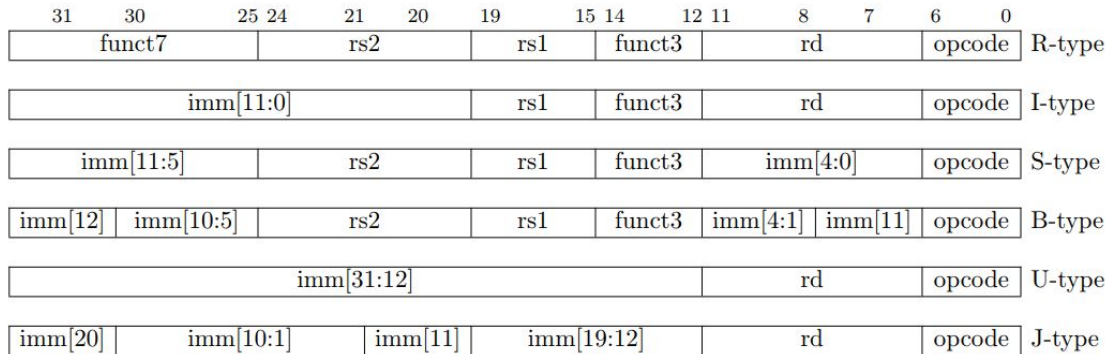 31 30 25 24 21 20 19 15 14 12 11 8 7 6 0
funct7 rs2 rs1 funct3 rd opcode R-type
imm[11:0] rs1 funct3 rd opcode I-type
imm[11:5] rs2 rs1 funct3 imm[4:0] opcode S-type
imm[12] imm[10:5] rs2 rs1 funct3 imm[4:1] imm[11] opcode B-type
imm[31:12] rd opcode U-type
imm[20] imm[10:1] imm[11] imm[19:12] rd opcode J-type